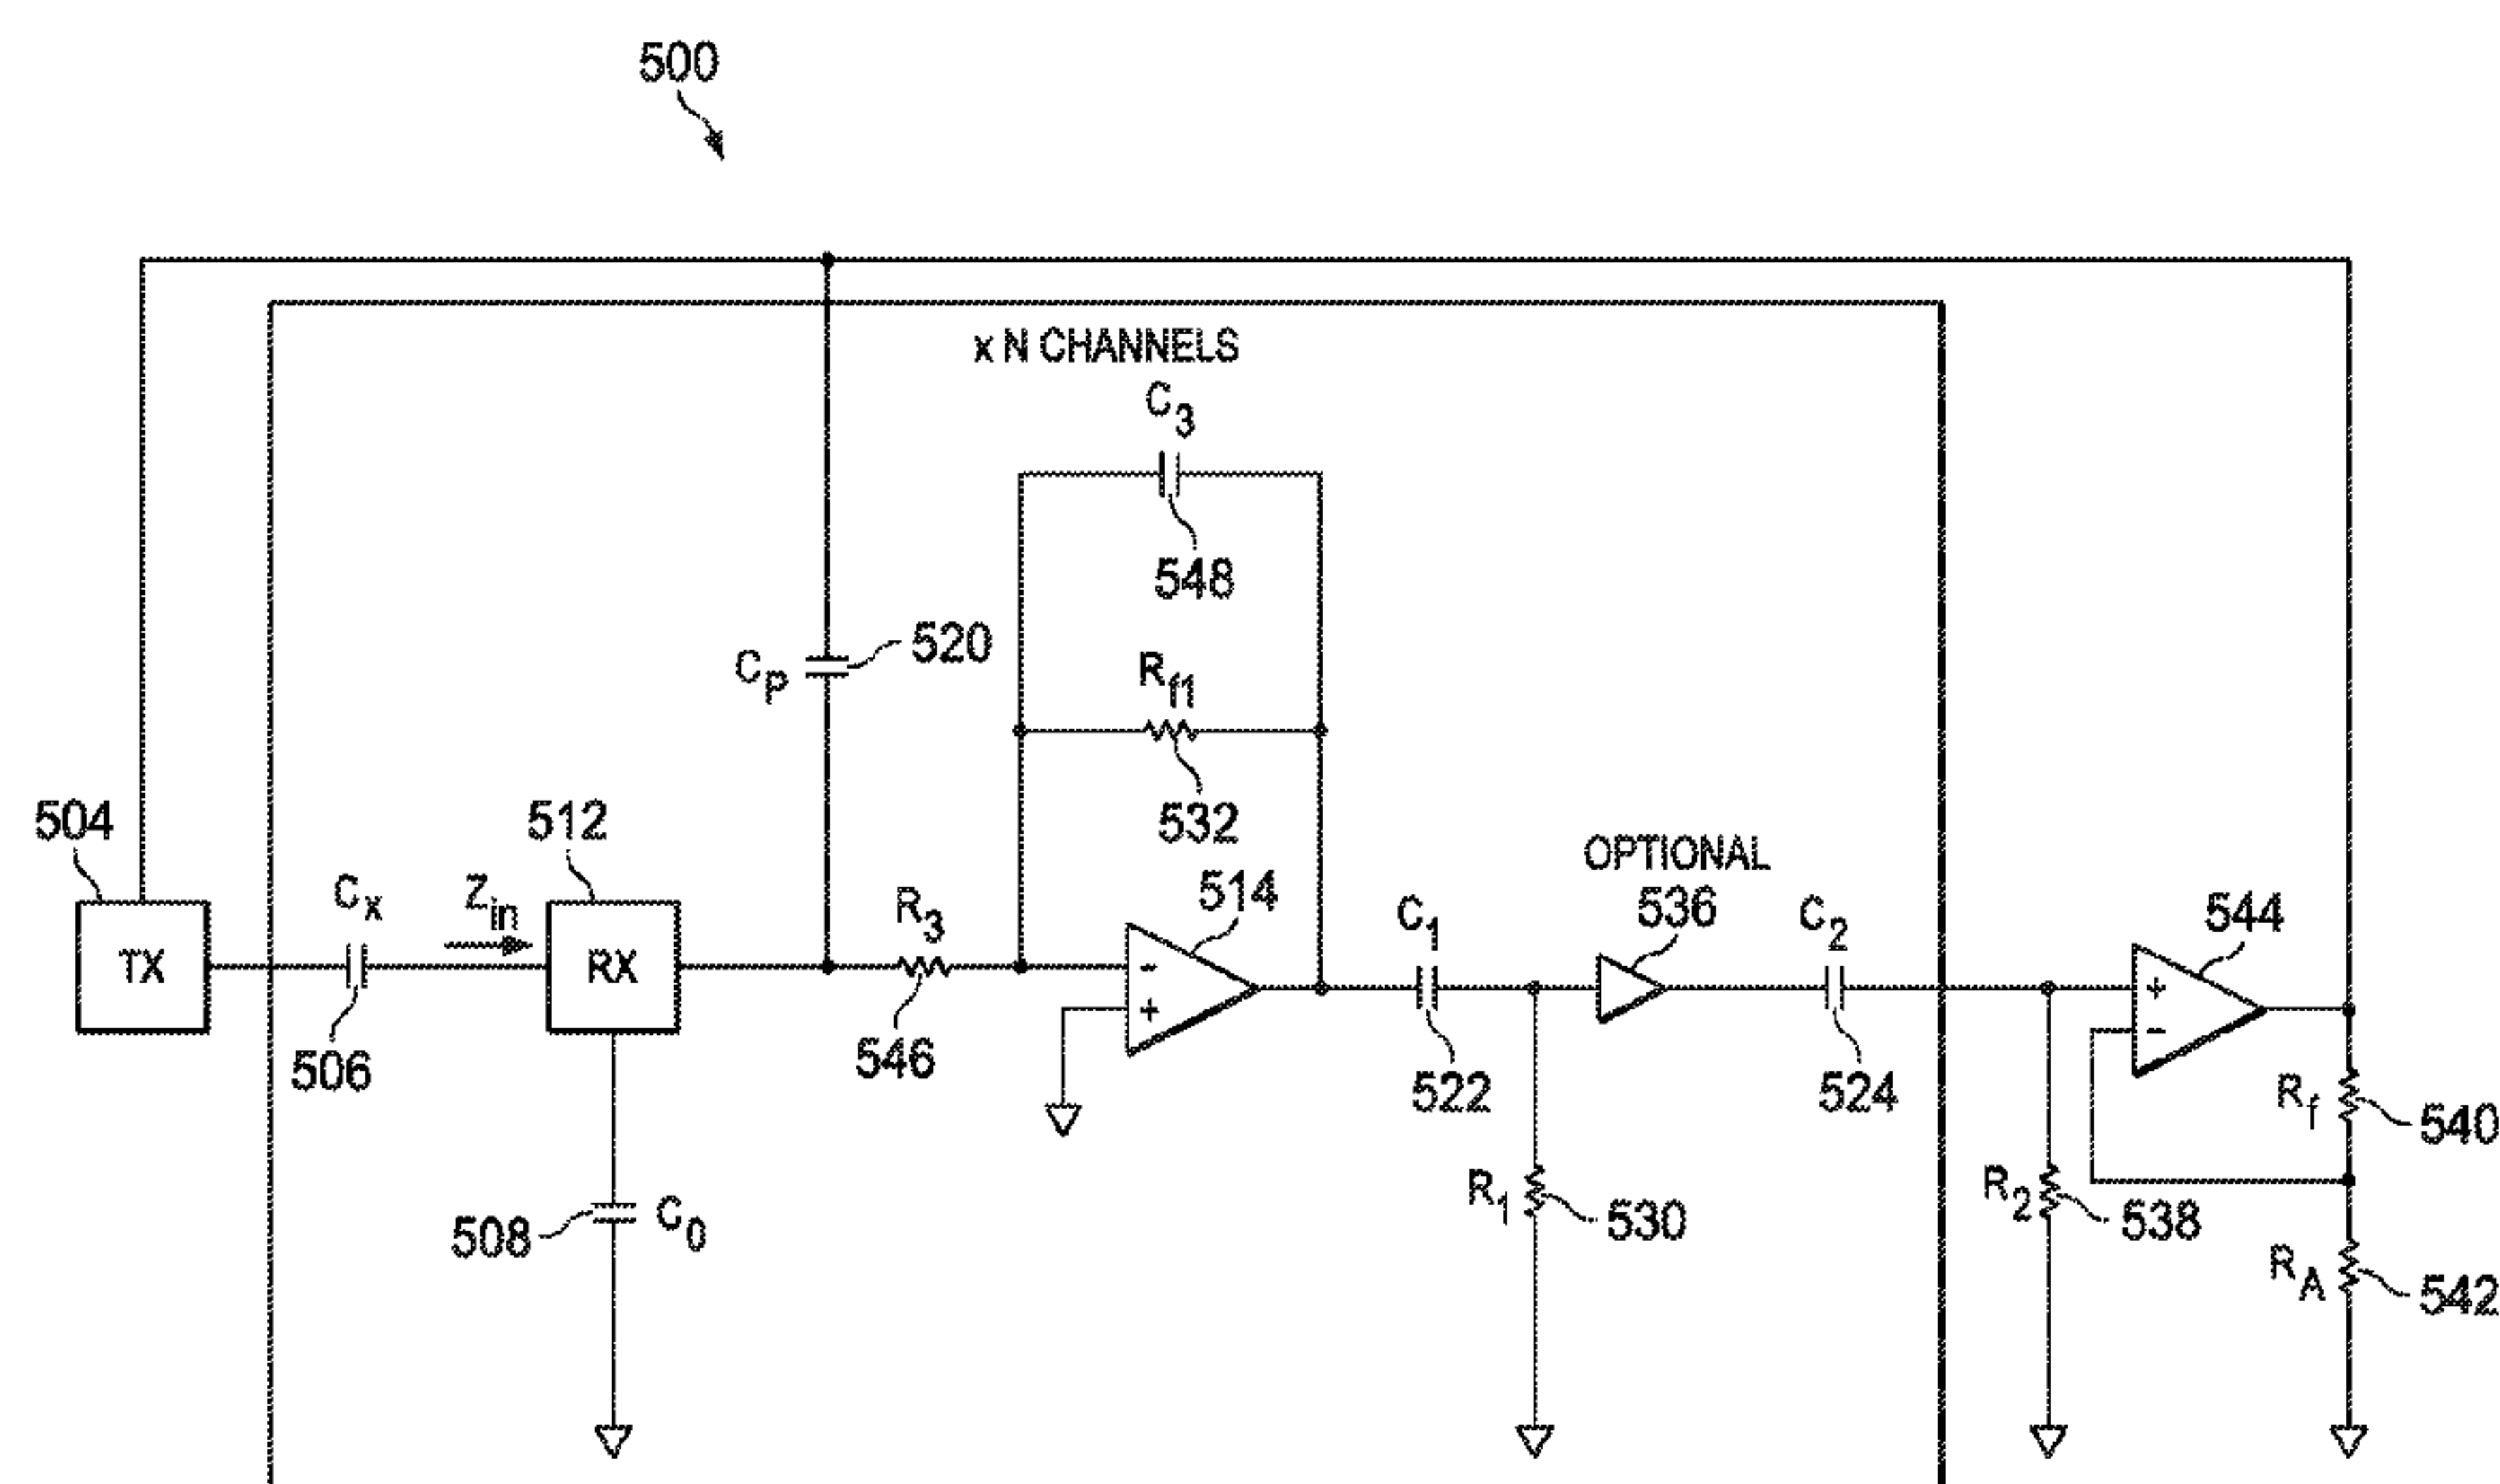 500
x N CHANNELS
C3
548
CP
520
Rf1
532
504
512
OPTIONAL
CX
Zin
R3
514
C1
536
C2
544
TX
RX
-
+
+
-
506
546
522
524
Rf
540
508
C0
R1
530
R2
538
RA
542